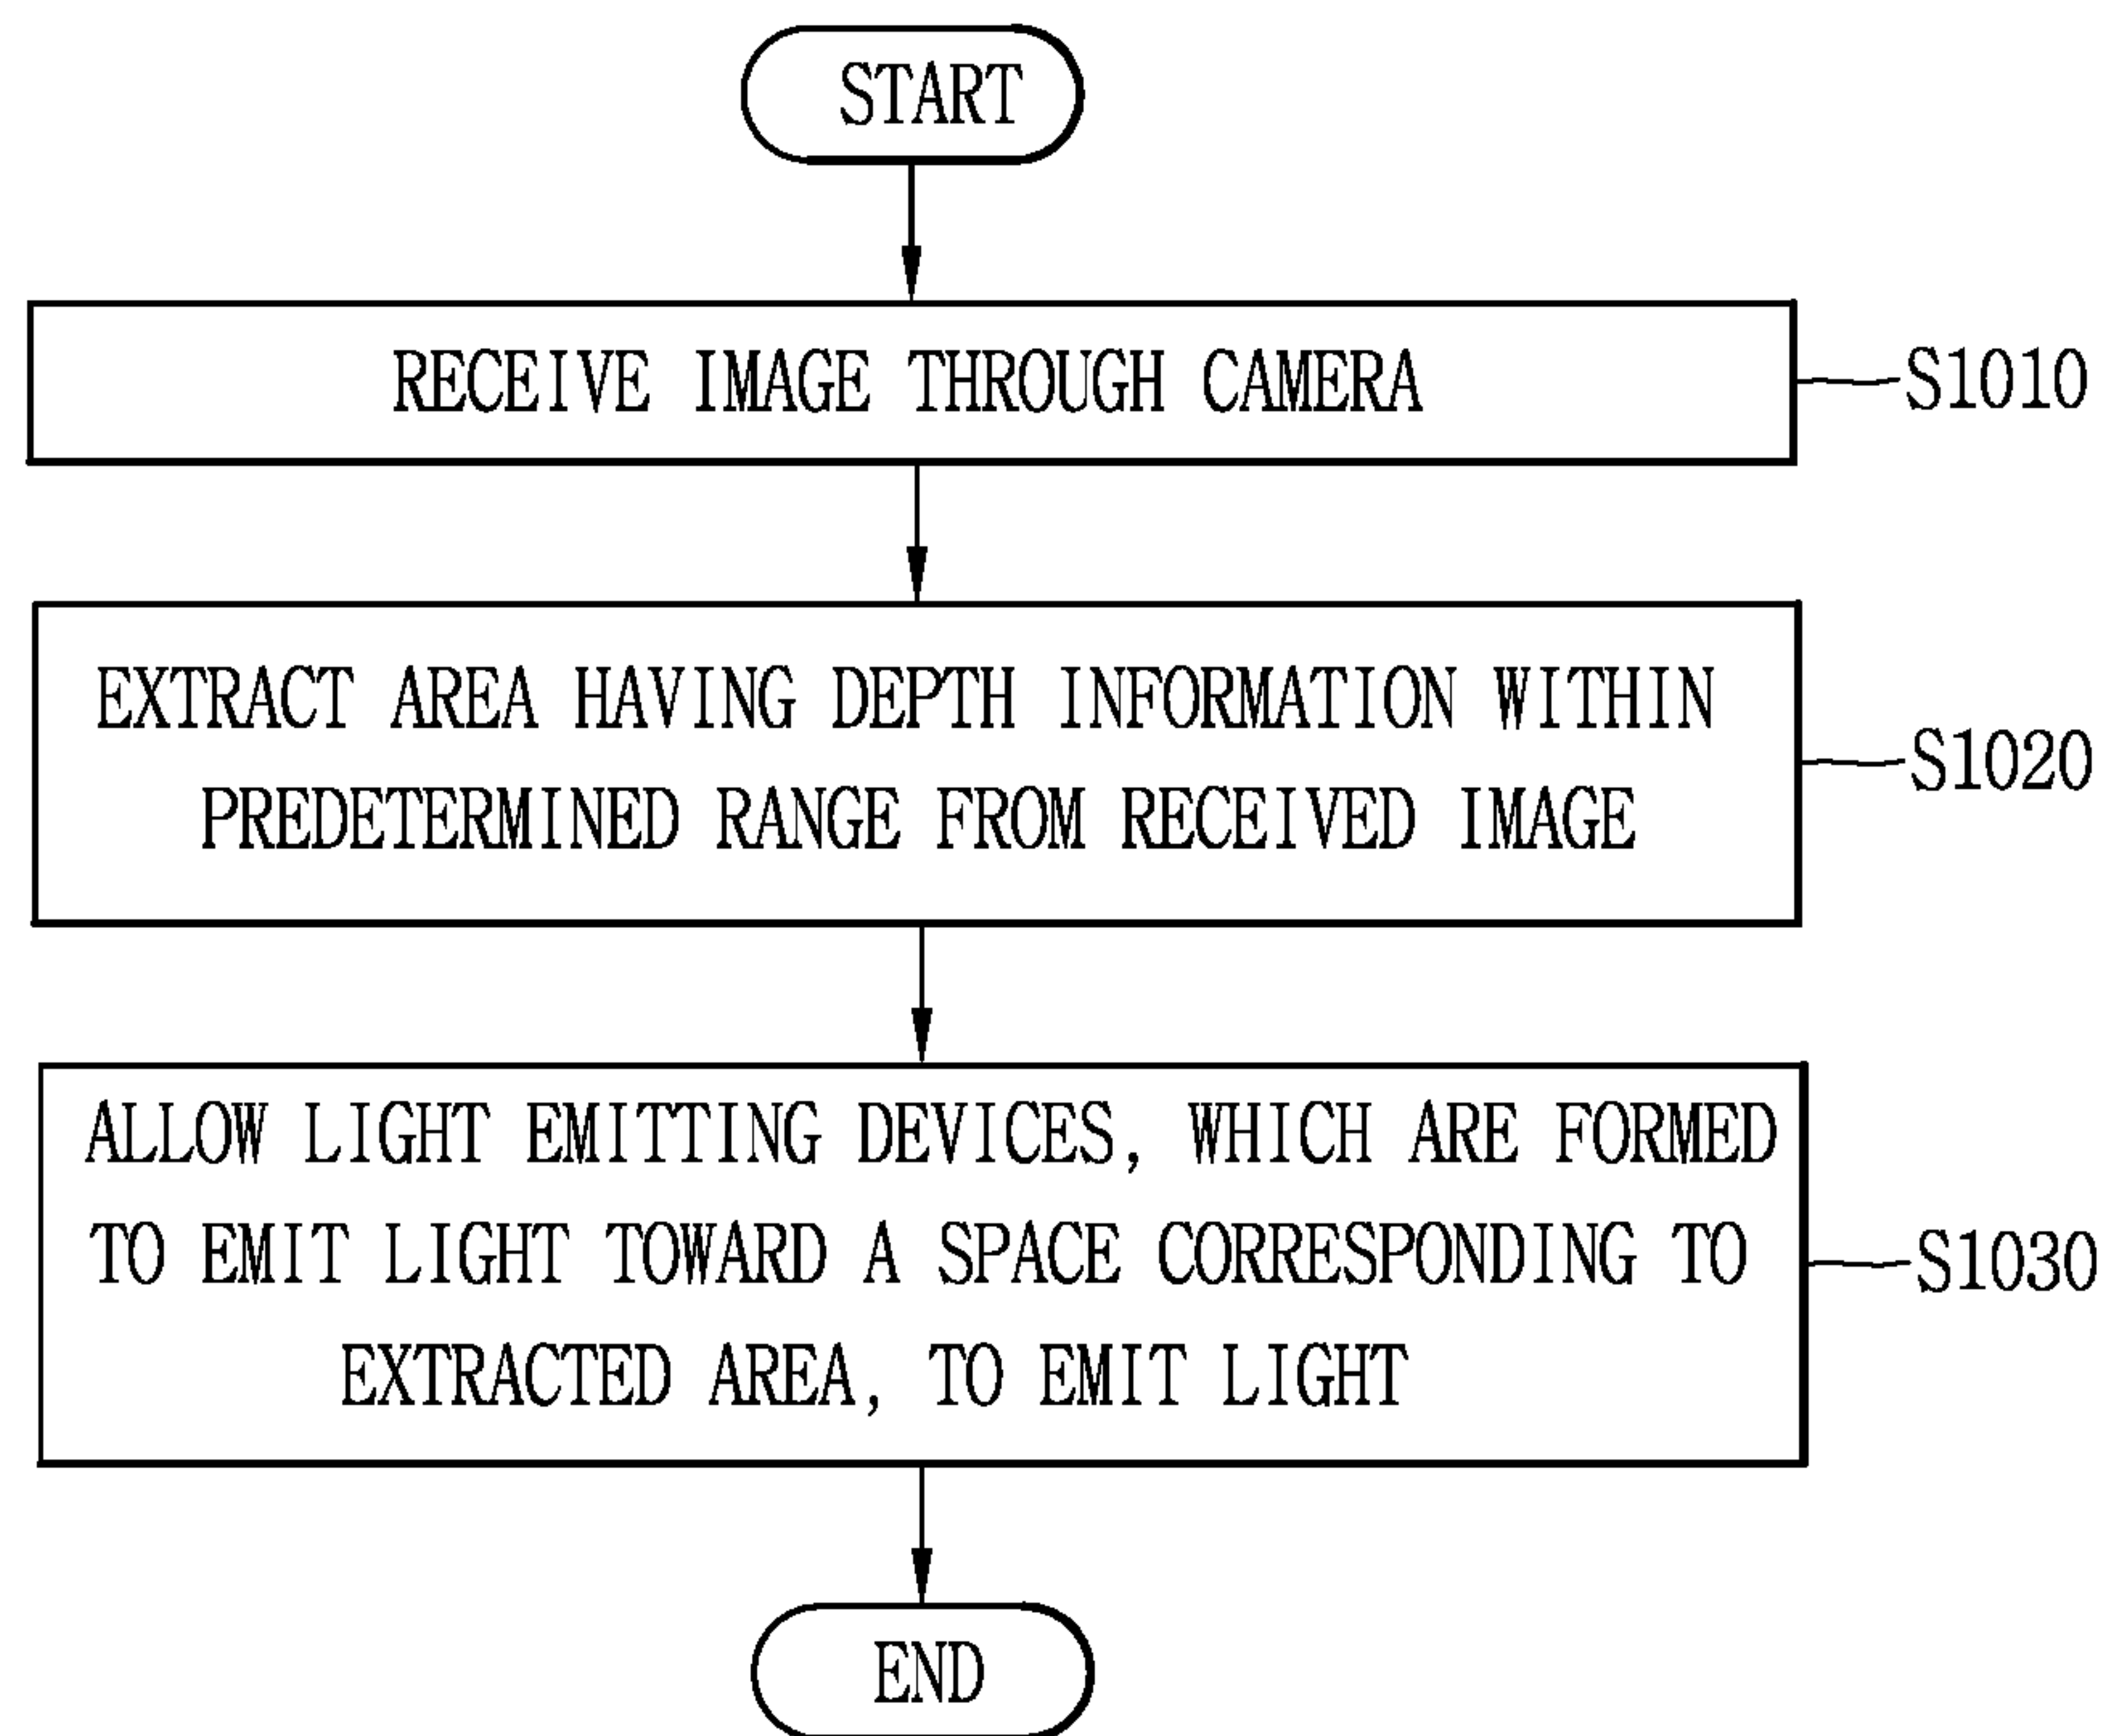 START
RECEIVE IMAGE THROUGH CAMERA
S1010
EXTRACT AREA HAVING DEPTH INFORMATION WITHIN
PREDETERMINED RANGE FROM RECEIVED IMAGE
S1020
ALLOW LIGHT EMITTING DEVICES, WHICH ARE FORMED
TO EMIT LIGHT TOWARD A SPACE CORRESPONDING TO
EXTRACTED AREA, TO EMIT LIGHT
S1030
END